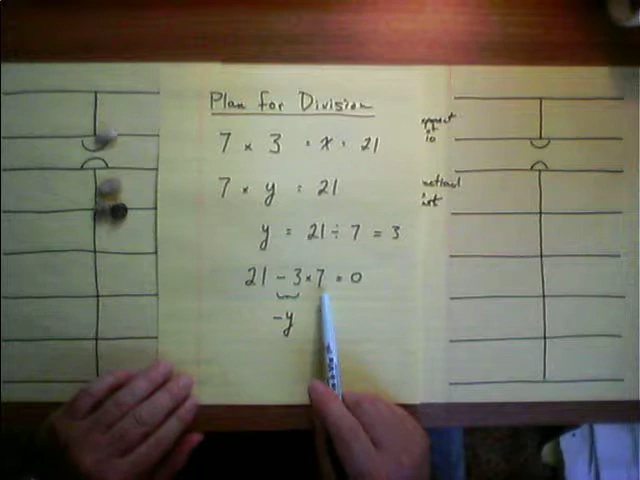 Plan for Division
7 × 3 = x = 21
7 × y = 21
y = 21 ÷ 7 = 3
21 - 3 × 7 = 0
-y